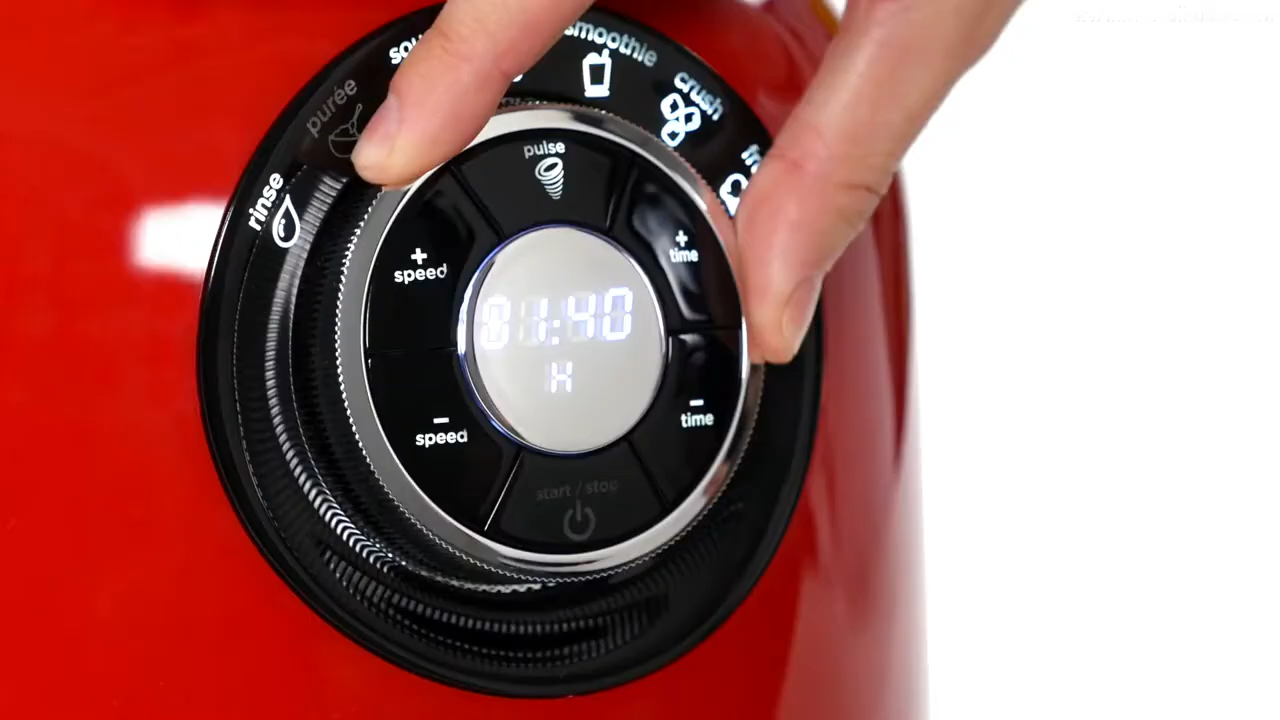 smoothie
crush
purée
rinse
pulse
+
speed
+
time
01:40
H
−
speed
−
time
start / stop